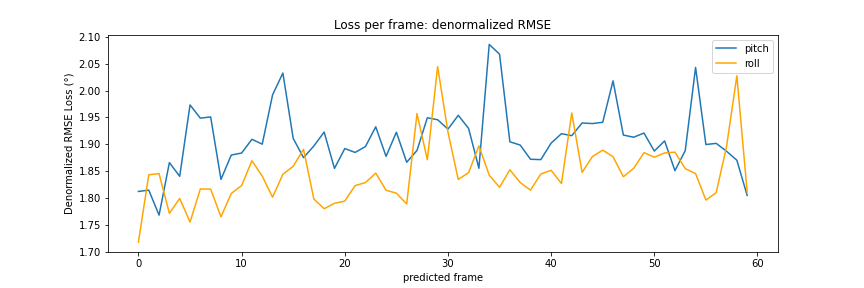 Loss per frame: denormalized RMSE
2.10
2.05
2.00
1.95
1.90
1.85
1.80
1.75
1.70
Denormalized RMSE Loss (°)
pitch
roll
0 10 20 30 40 50 60
predicted frame